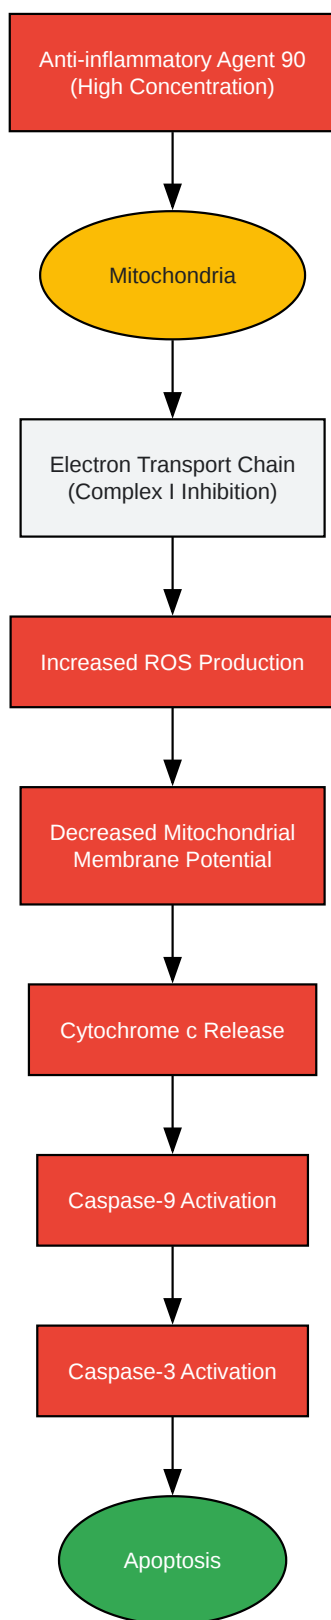 Anti-inflammatory Agent 90
(High Concentration)
Mitochondria
Electron Transport Chain
(Complex I Inhibition)
Increased ROS Production
Decreased Mitochondrial
Membrane Potential
Cytochrome c Release
Caspase-9 Activation
Caspase-3 Activation
Apoptosis